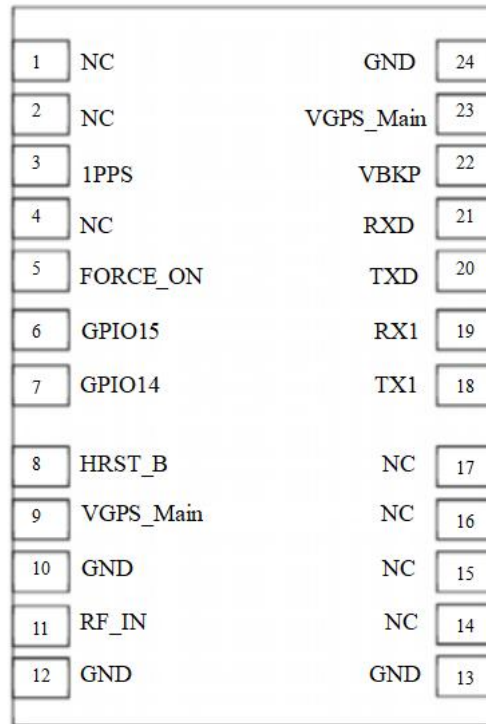 1 NC GND 24
2 NC VGPS_Main 23
3 1PPS VBKP 22
4 NC RXD 21
5 FORCE_ON TXD 20
6 GPIO15 RX1 19
7 GPIO14 TX1 18
8 HRST_B NC 17
9 VGPS_Main NC 16
10 GND NC 15
11 RF_IN NC 14
12 GND GND 13